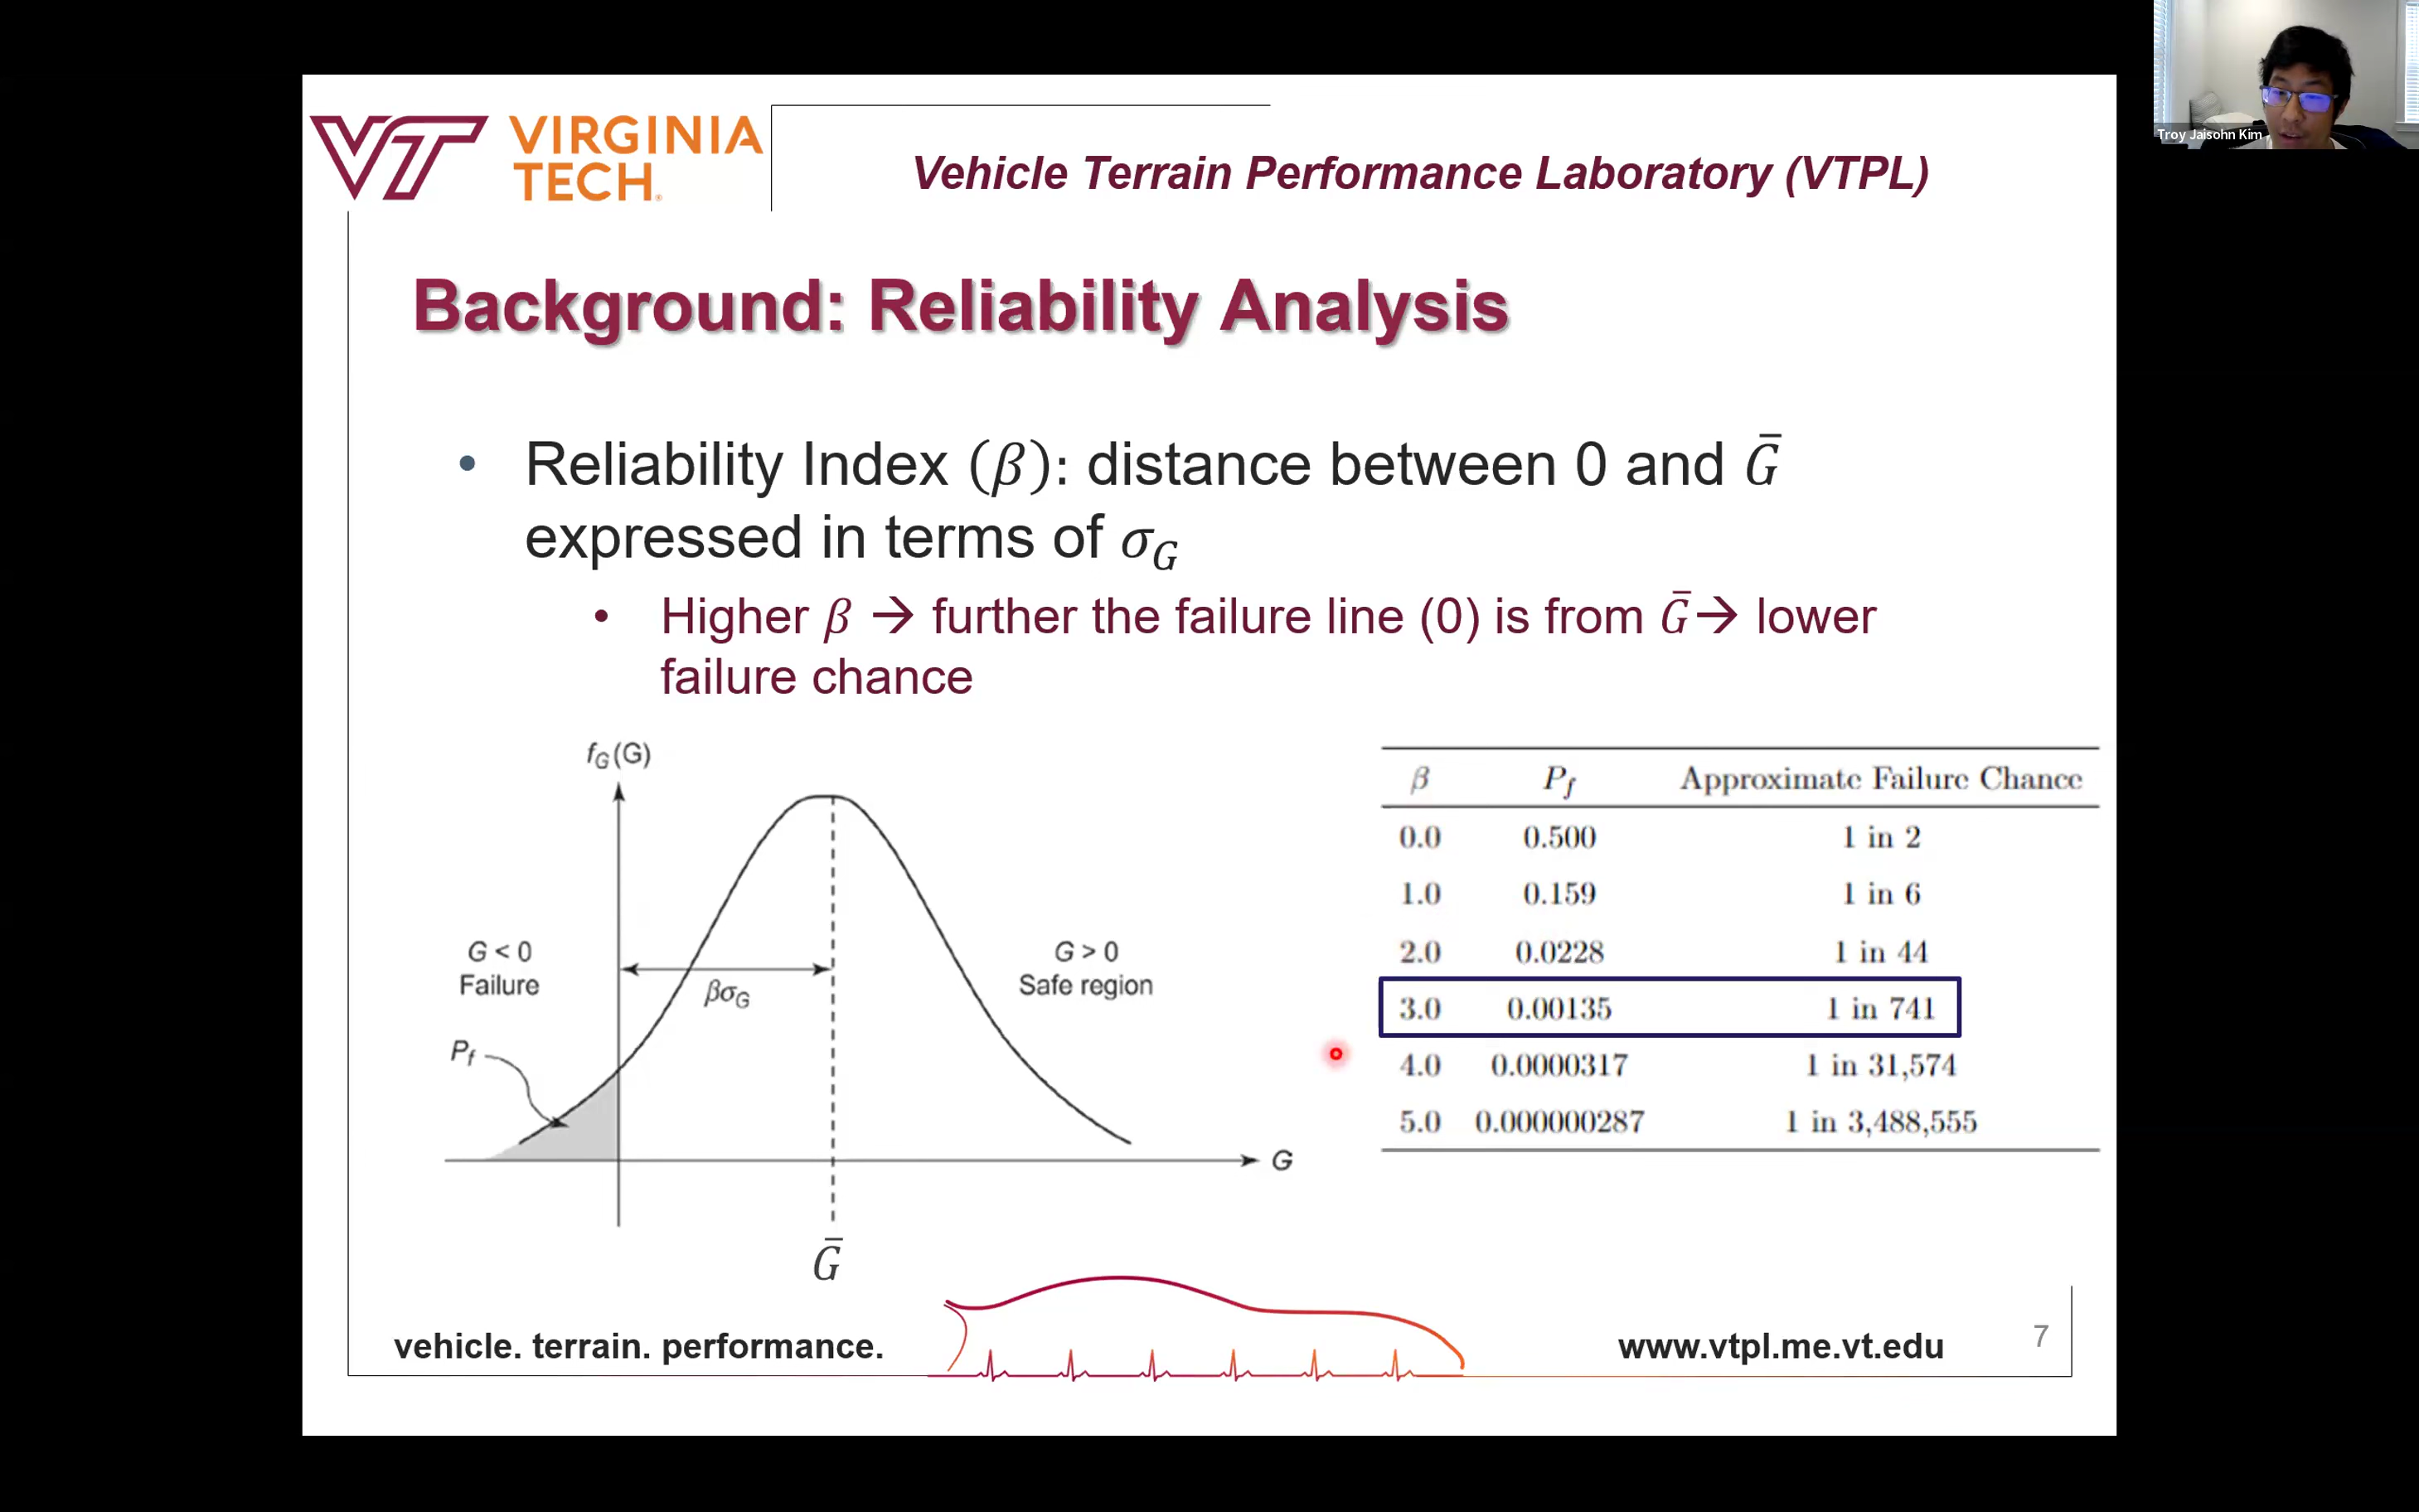 Troy Jaisohn Kim
VT VIRGINIA
TECH.
Vehicle Terrain Performance Laboratory (VTPL)
Background: Reliability Analysis
• Reliability Index (β): distance between 0 and Ḡ
expressed in terms of σ_G
• Higher β → further the failure line (0) is from Ḡ → lower
failure chance
f_G(G)
G < 0
Failure
βσ_G
G > 0
Safe region
P_f
G
Ḡ
β P_f Approximate Failure Chance
0.0 0.500 1 in 2
1.0 0.159 1 in 6
2.0 0.0228 1 in 44
3.0 0.00135 1 in 741
4.0 0.0000317 1 in 31,574
5.0 0.000000287 1 in 3,488,555
vehicle. terrain. performance.
www.vtpl.me.vt.edu
7